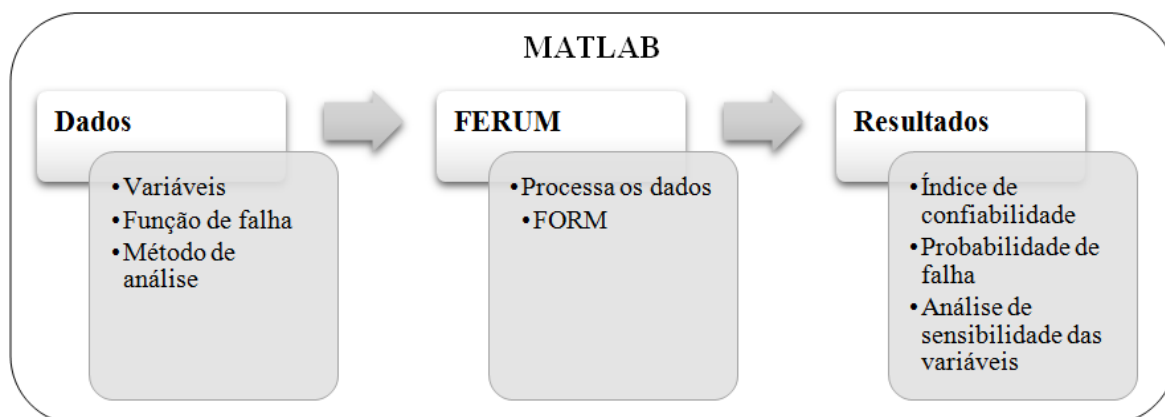 MATLAB
Dados
•Variáveis
•Função de falha
•Método de
análise
FERUM
•Processa os dados
•FORM
Resultados
•Índice de
confiabilidade
•Probabilidade de
falha
•Análise de
sensibilidade das
variáveis